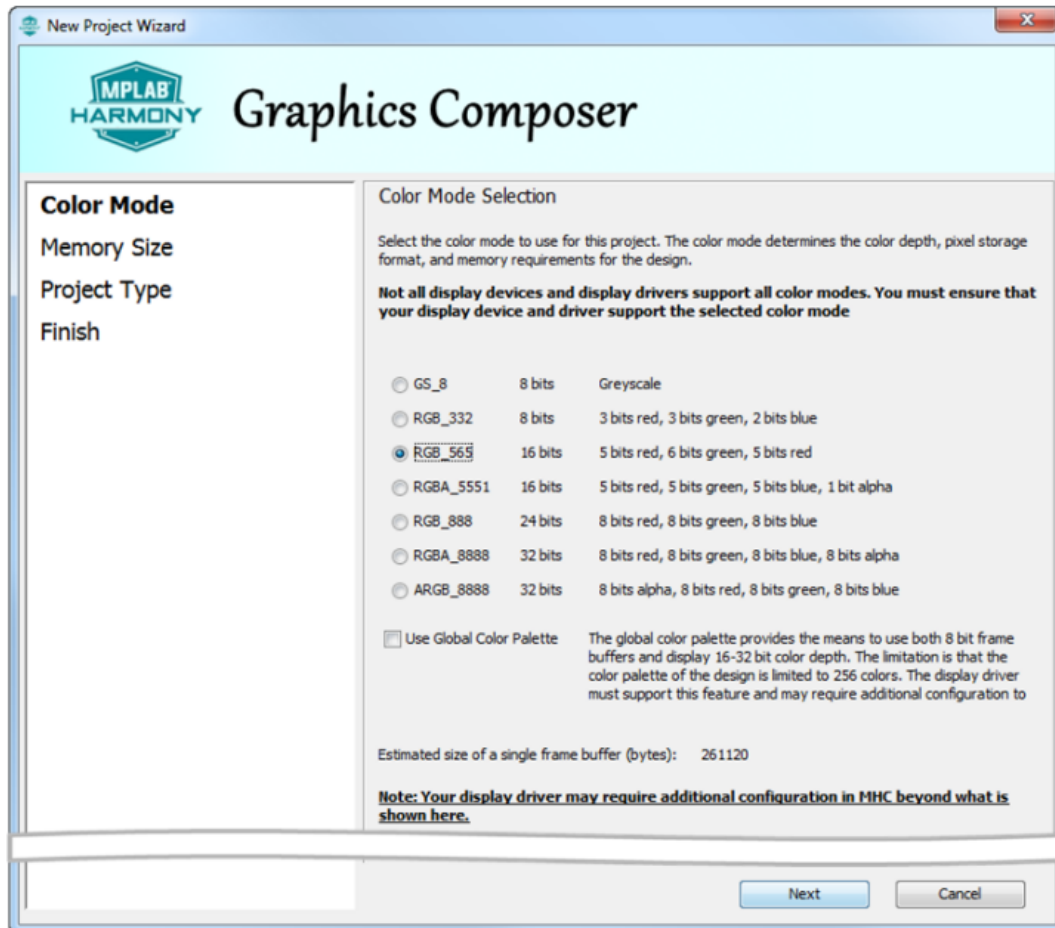 New Project Wizard
MPLAB
HARMONY
Graphics Composer
Color Mode
Memory Size
Project Type
Finish
Color Mode Selection
Select the color mode to use for this project. The color mode determines the color depth, pixel storage
format, and memory requirements for the design.
Not all display devices and display drivers support all color modes. You must ensure that
your display device and driver support the selected color mode
GS_8 8 bits Greyscale
RGB_332 8 bits 3 bits red, 3 bits green, 2 bits blue
RGB_565 16 bits 5 bits red, 6 bits green, 5 bits red
RGBA_5551 16 bits 5 bits red, 5 bits green, 5 bits blue, 1 bit alpha
RGB_888 24 bits 8 bits red, 8 bits green, 8 bits blue
RGBA_8888 32 bits 8 bits red, 8 bits green, 8 bits blue, 8 bits alpha
ARGB_8888 32 bits 8 bits alpha, 8 bits red, 8 bits green, 8 bits blue
Use Global Color Palette The global color palette provides the means to use both 8 bit frame
buffers and display 16-32 bit color depth. The limitation is that the
color palette of the design is limited to 256 colors. The display driver
must support this feature and may require additional configuration to
Estimated size of a single frame buffer (bytes): 261120
Note: Your display driver may require additional configuration in MHC beyond what is
shown here.
Next Cancel